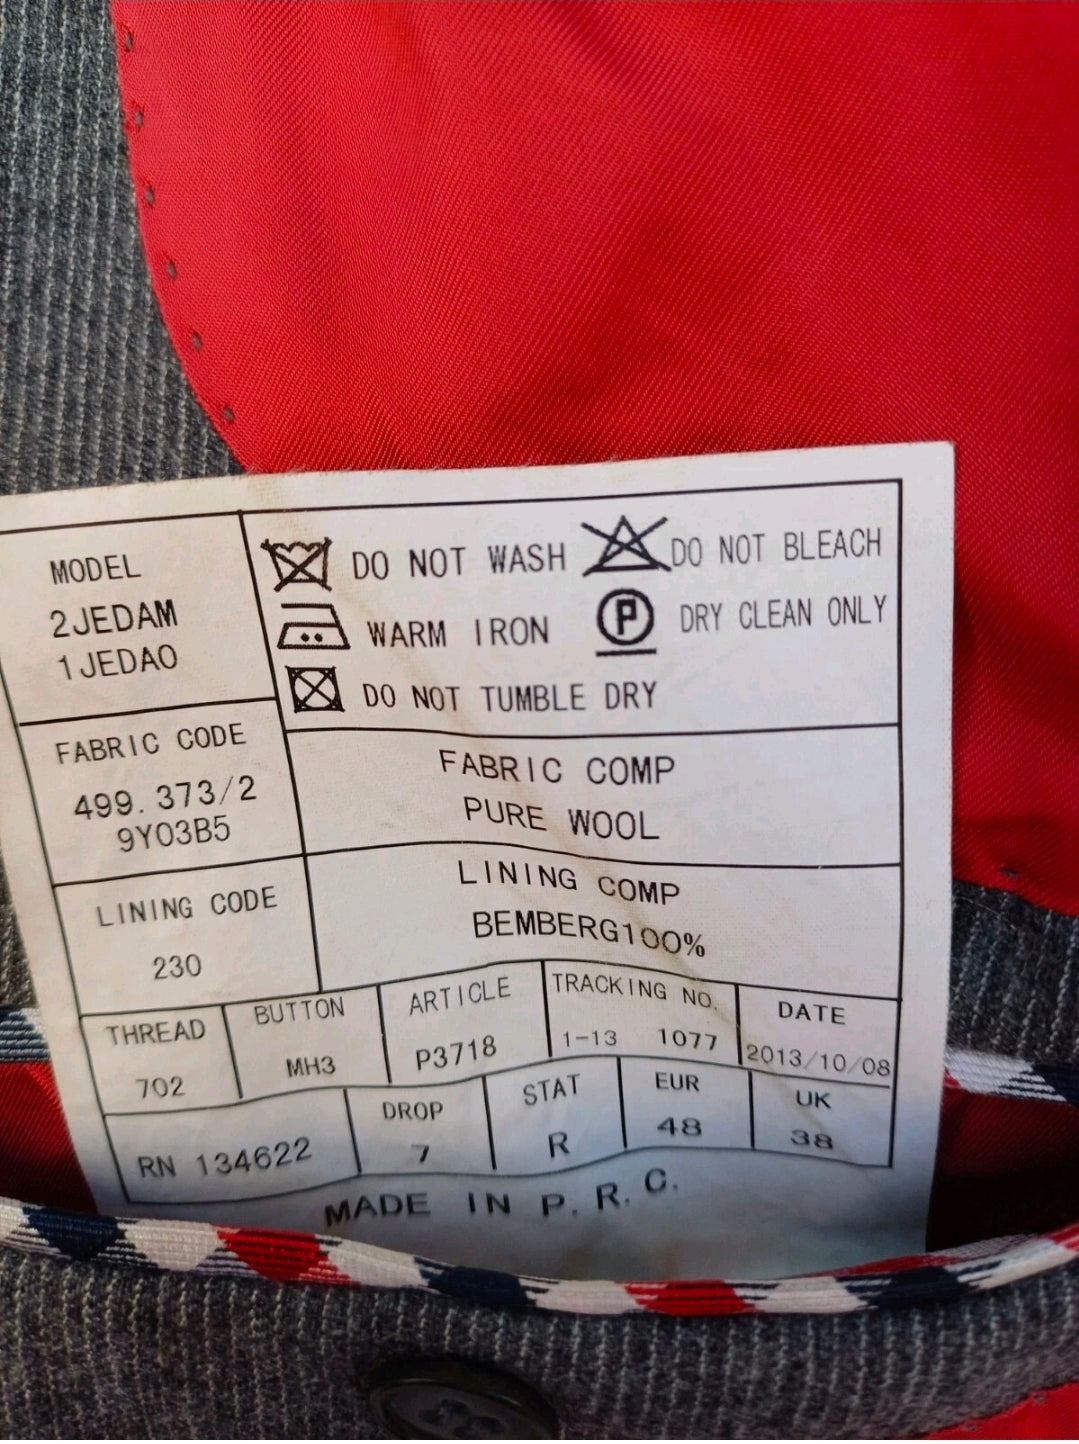 MODEL
2JEDAM
1JEDAO
DO NOT WASH
DO NOT BLEACH
WARM IRON
P
DRY CLEAN ONLY
DO NOT TUMBLE DRY
FABRIC CODE
499.373/2
9Y03B5
FABRIC COMP
PURE WOOL
LINING CODE
230
LINING COMP
BEMBERG100%
THREAD
702
BUTTON
MH3
ARTICLE
P3718
TRACKING NO.
1-13 1077
DATE
2013/10/08
RN 134622
DROP
7
STAT
R
EUR
48
UK
38
MADE IN P.R.C.